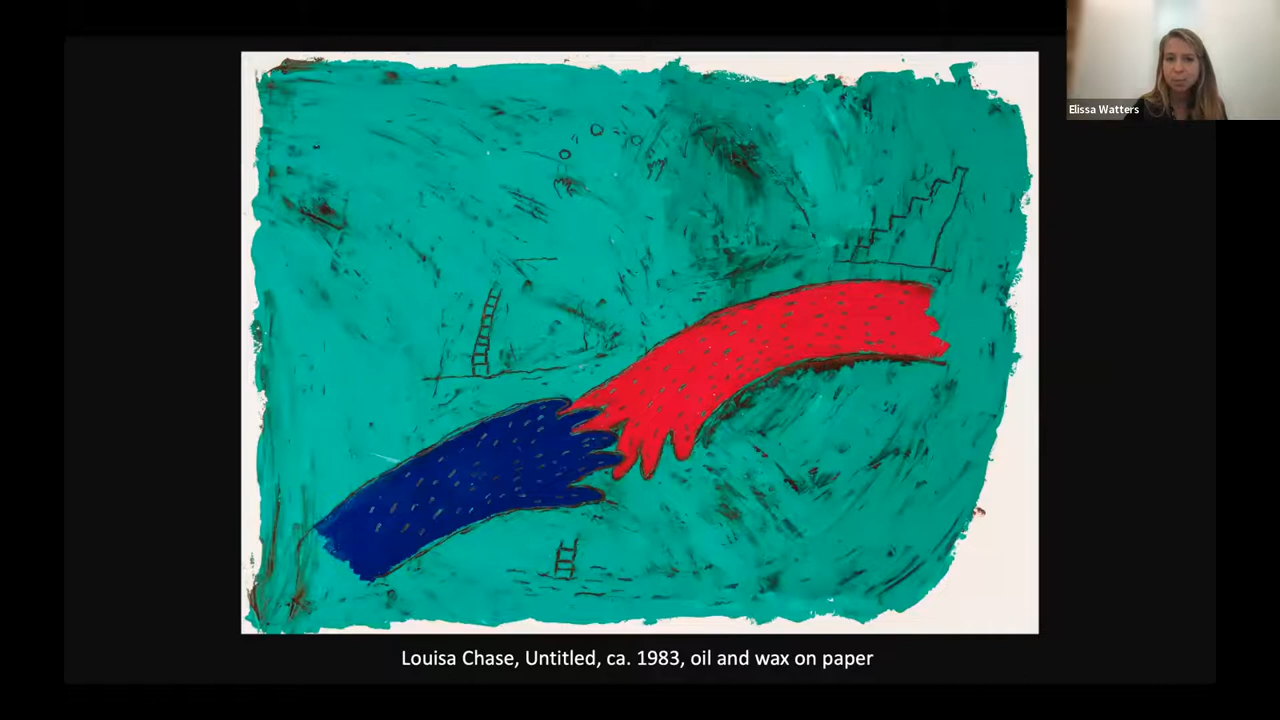 Elissa Watters
Louisa Chase, Untitled, ca. 1983, oil and wax on paper